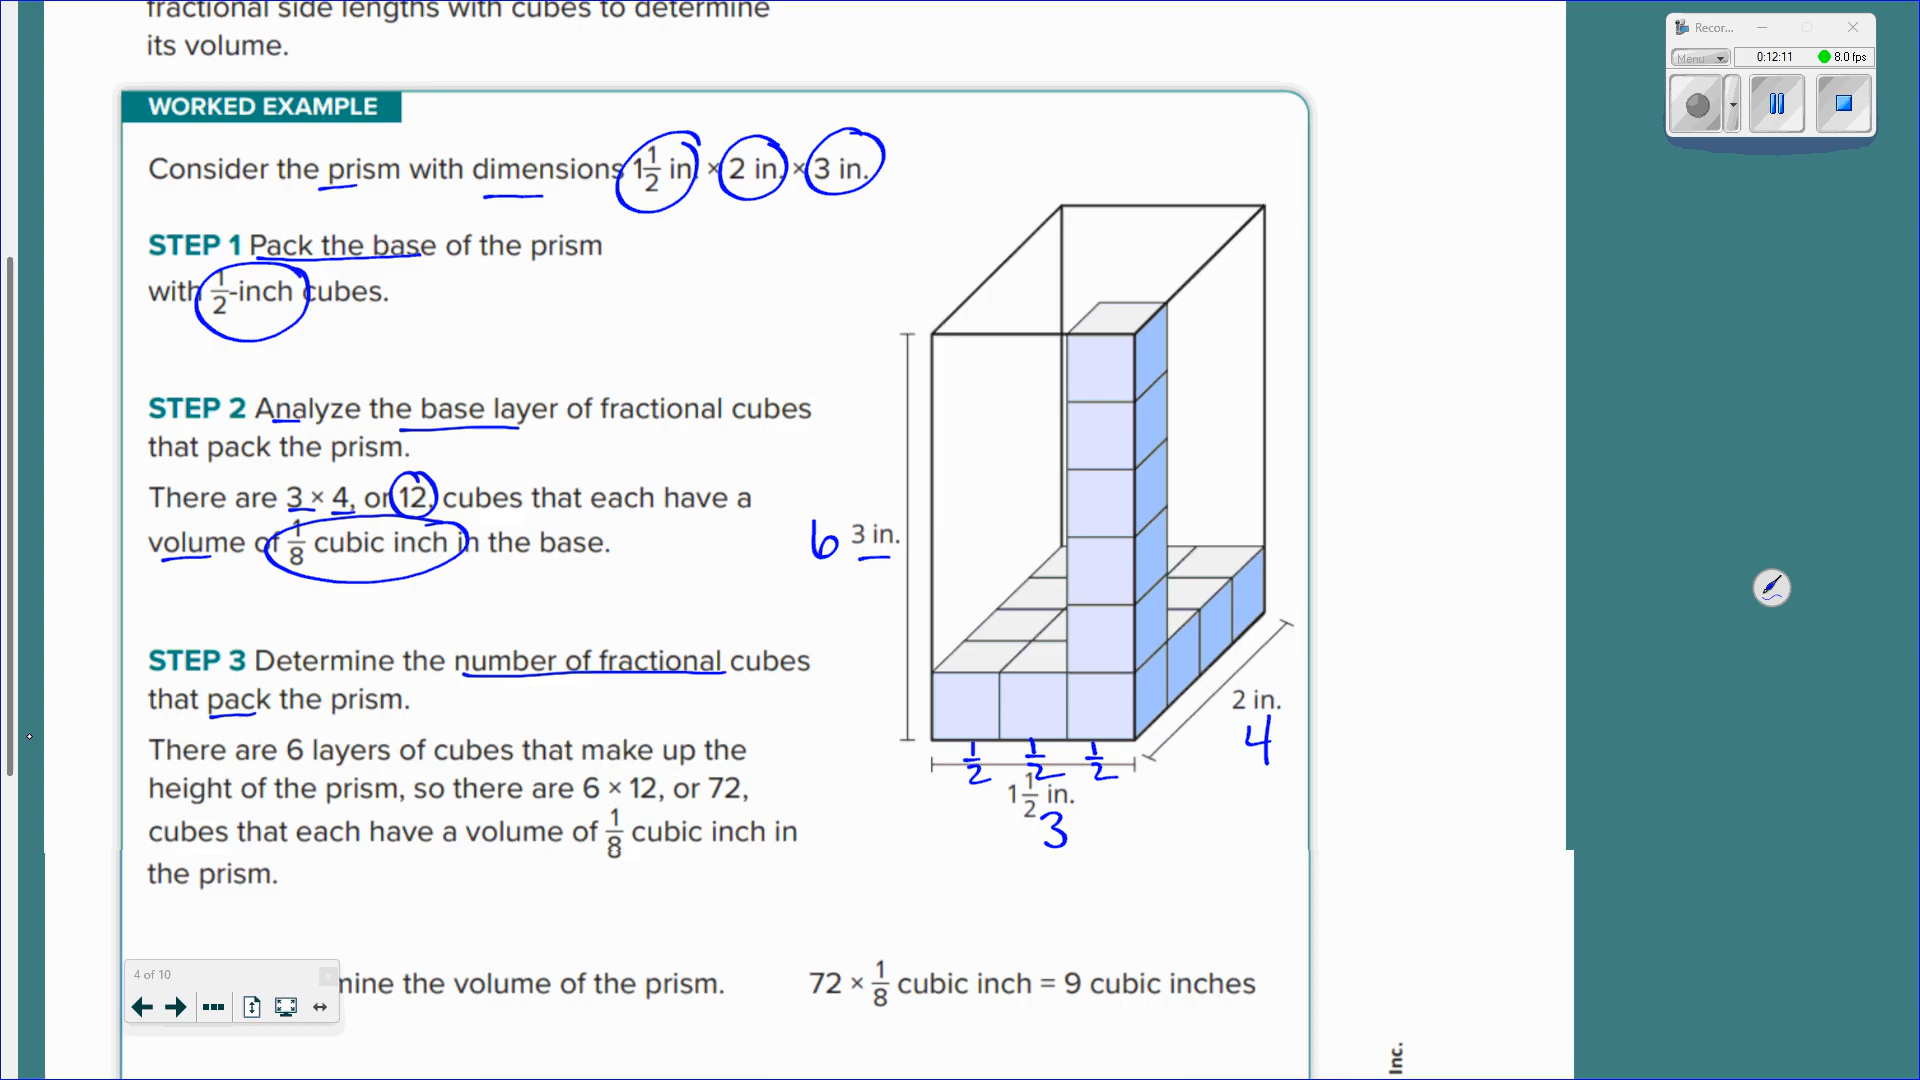 fractional side lengths with cubes to determine
its volume.
WORKED EXAMPLE
Consider the prism with dimensions 1 1/2 in. × 2 in. × 3 in.
STEP 1 Pack the base of the prism
with 1/2-inch cubes.
STEP 2 Analyze the base layer of fractional cubes
that pack the prism.
There are 3 × 4, or 12, cubes that each have a
volume of 1/8 cubic inch in the base.
STEP 3 Determine the number of fractional cubes
that pack the prism.
There are 6 layers of cubes that make up the
height of the prism, so there are 6 × 12, or 72,
cubes that each have a volume of 1/8 cubic inch in
the prism.
mine the volume of the prism.
72 × 1/8 cubic inch = 9 cubic inches
6 3 in.
2 in.
4
1/2 1/2 1/2
1 1/2 in.
3
4 of 10
Inc.
Recor...
Menu
0:12:11
8.0 fps